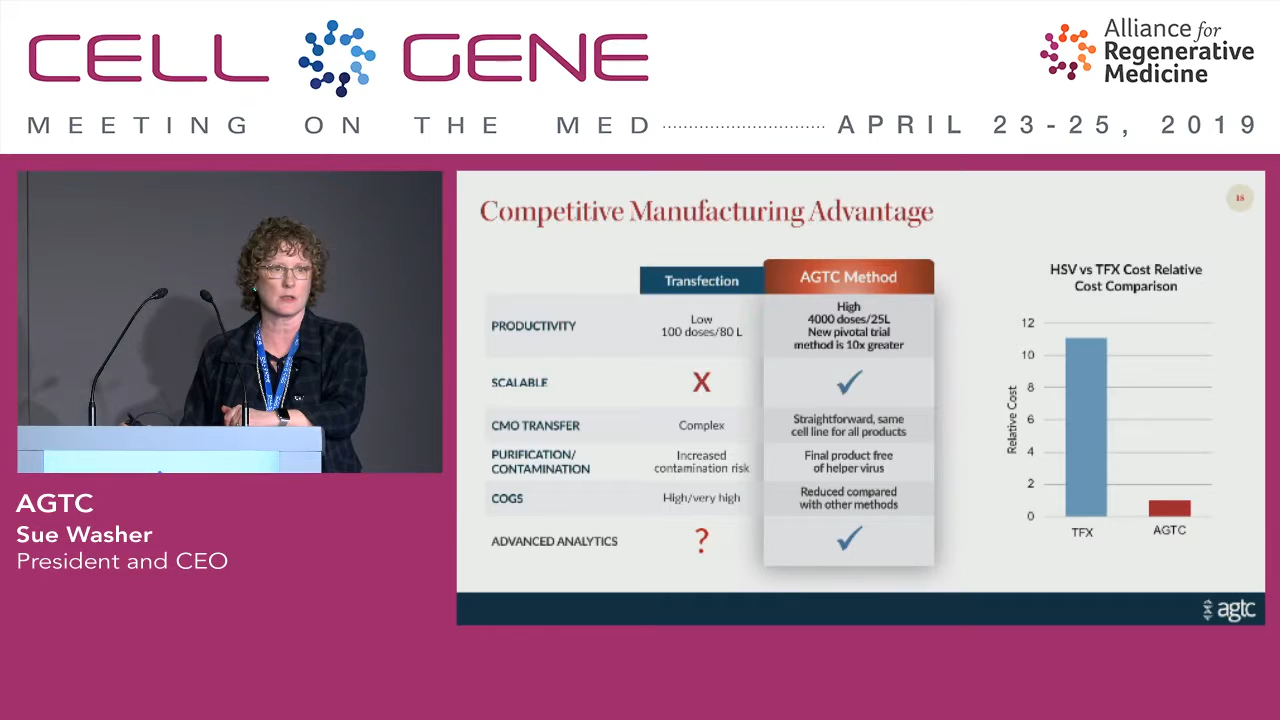 CELL GENE
Alliance for
Regenerative
Medicine
MEETING ON THE MED
APRIL 23-25, 2019
Competitive Manufacturing Advantage
18
Transfection
AGTC Method
PRODUCTIVITY
Low
100 doses/80 L
High
4000 doses/25L
New pivotal trial
method is 10x greater
SCALABLE
X
✓
CMO TRANSFER
Complex
Straightforward, same
cell line for all products
PURIFICATION/
CONTAMINATION
Increased
contamination risk
Final product free
of helper virus
COGS
High/very high
Reduced compared
with other methods
ADVANCED ANALYTICS
?
✓
HSV vs TFX Cost Relative
Cost Comparison
Relative Cost
12
10
8
6
4
2
0
TFX
AGTC
agtc
AGTC
Sue Washer
President and CEO